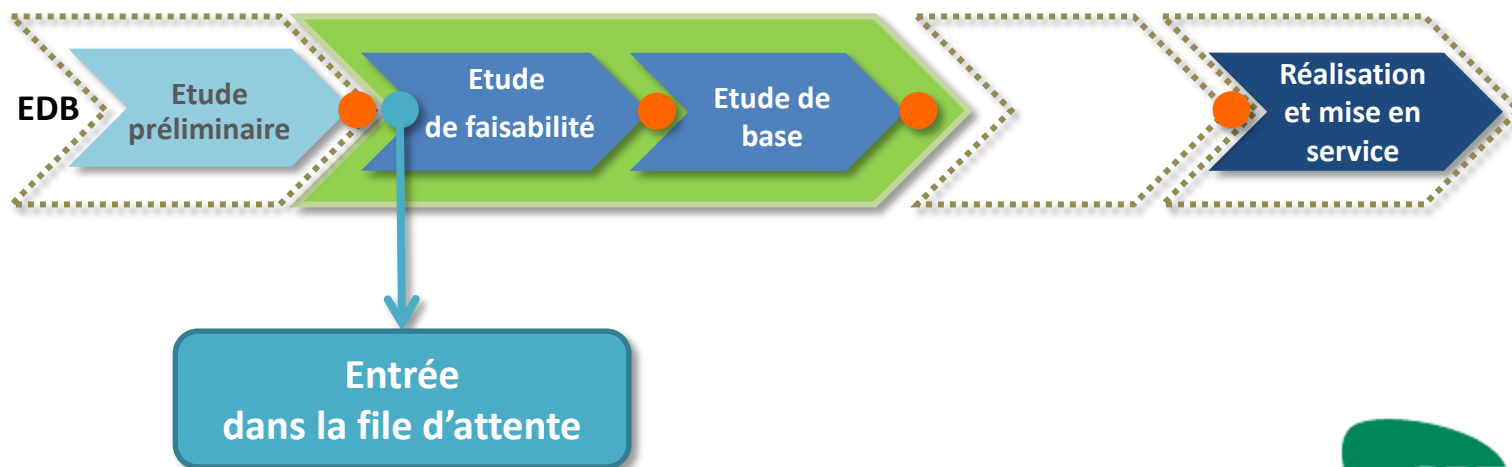 EDB
Etude
préliminaire
Etude
de faisabilité
Etude de
base
Réalisation
et mise en
service
Entrée
dans la file d’attente